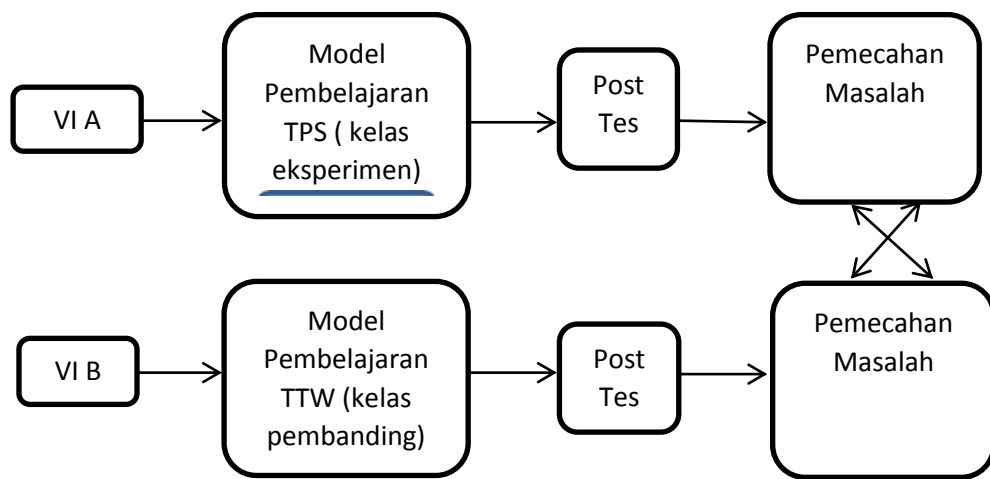 VI A
Model
Pembelajaran
TPS ( kelas
eksperimen)
Post
Tes
Pemecahan
Masalah
VI B
Model
Pembelajaran
TTW (kelas
pembanding)
Post
Tes
Pemecahan
Masalah